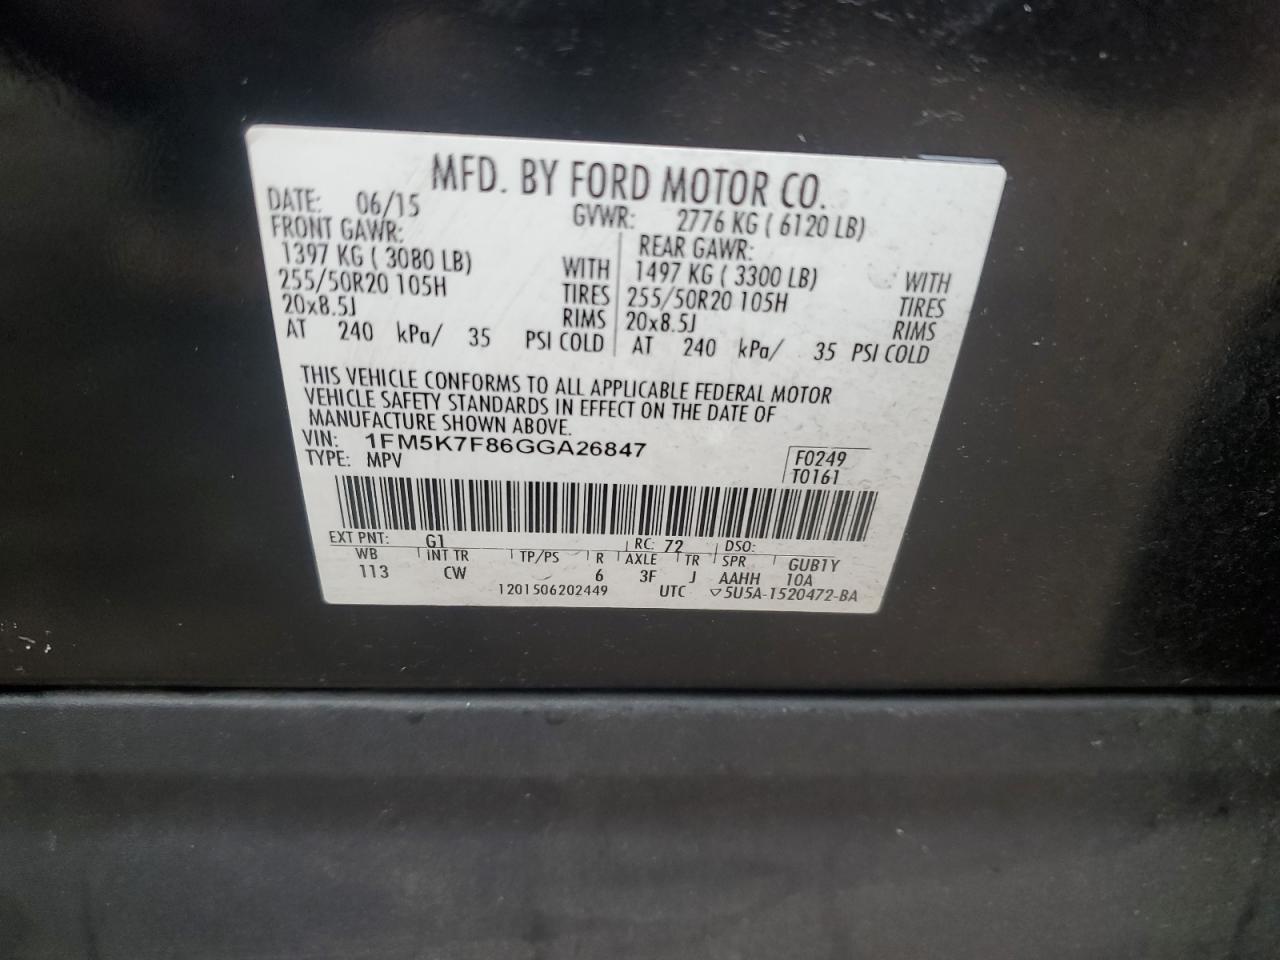 MFD. BY FORD MOTOR CO.
DATE: 06/15 GVWR: 2776 KG ( 6120 LB)
FRONT GAWR: REAR GAWR:
1397 KG ( 3080 LB) WITH 1497 KG ( 3300 LB) WITH
255/50R20 105H TIRES 255/50R20 105H TIRES
20x8.5J RIMS 20x8.5J RIMS
AT 240 kPa/ 35 PSI COLD AT 240 kPa/ 35 PSI COLD
THIS VEHICLE CONFORMS TO ALL APPLICABLE FEDERAL MOTOR
VEHICLE SAFETY STANDARDS IN EFFECT ON THE DATE OF
MANUFACTURE SHOWN ABOVE.
VIN: 1FM5K7F86GGA26847 F0249
TYPE: MPV T0161
EXT PNT: G1 RC: 72 DSO:
WB INT TR TP/PS R AXLE TR SPR GUB1Y
113 CW 6 3F J AAHH 10A
1201506202449 UTC ▽5U5A-1520472-BA